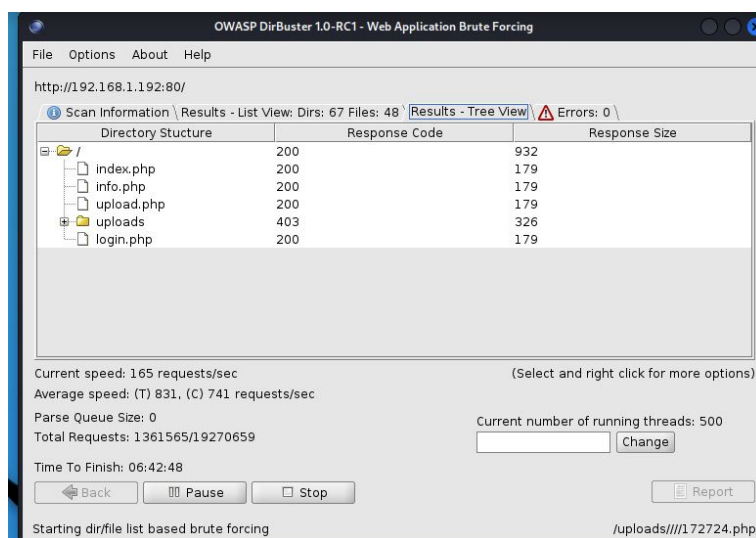 OWASP DirBuster 1.0-RC1 - Web Application Brute Forcing
File Options About Help
http://192.168.1.192:80/
Scan Information Results - List View: Dirs: 67 Files: 48 Results - Tree View Errors: 0
Directory Stucture Response Code Response Size
/ 200 932
index.php 200 179
info.php 200 179
upload.php 200 179
uploads 403 326
login.php 200 179
Current speed: 165 requests/sec (Select and right click for more options)
Average speed: (T) 831, (C) 741 requests/sec
Parse Queue Size: 0 Current number of running threads: 500
Total Requests: 1361565/19270659 Change
Time To Finish: 06:42:48
Back Pause Stop Report
Starting dir/file list based brute forcing /uploads////172724.php